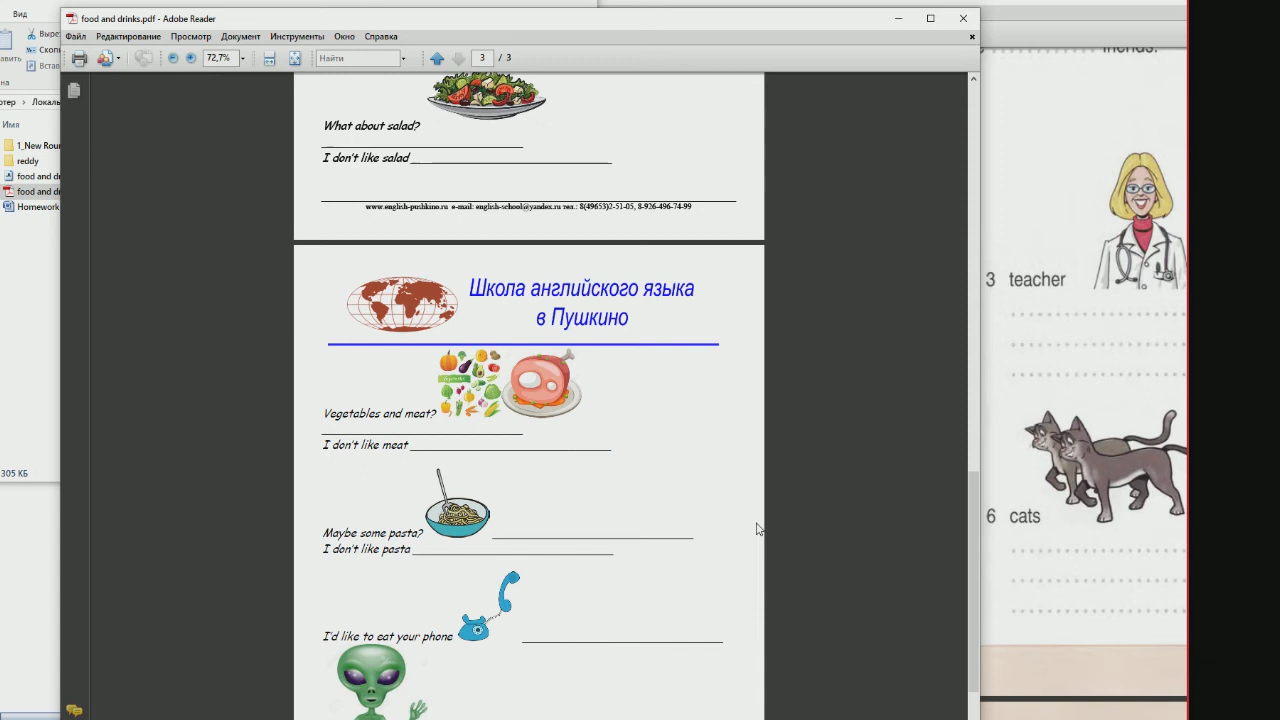 Вид
food and drinks.pdf - Adobe Reader
Файл Редактирование Просмотр Документ Инструменты Окно Справка
72,7%
Найти
3 / 3
Имя
1_New Rou
reddy
food and d
food and d
Homework
305 КБ
What about salad?
I don't like salad
www.english-pushkino.ru e-mail: english-school@yandex.ru тел.: 8(49653)2-51-05, 8-926-496-74-99
Школа английского языка
в Пушкино
Vegetables and meat?
I don't like meat
Maybe some pasta?
I don't like pasta
I'd like to eat your phone
friends.
3 teacher
6 cats